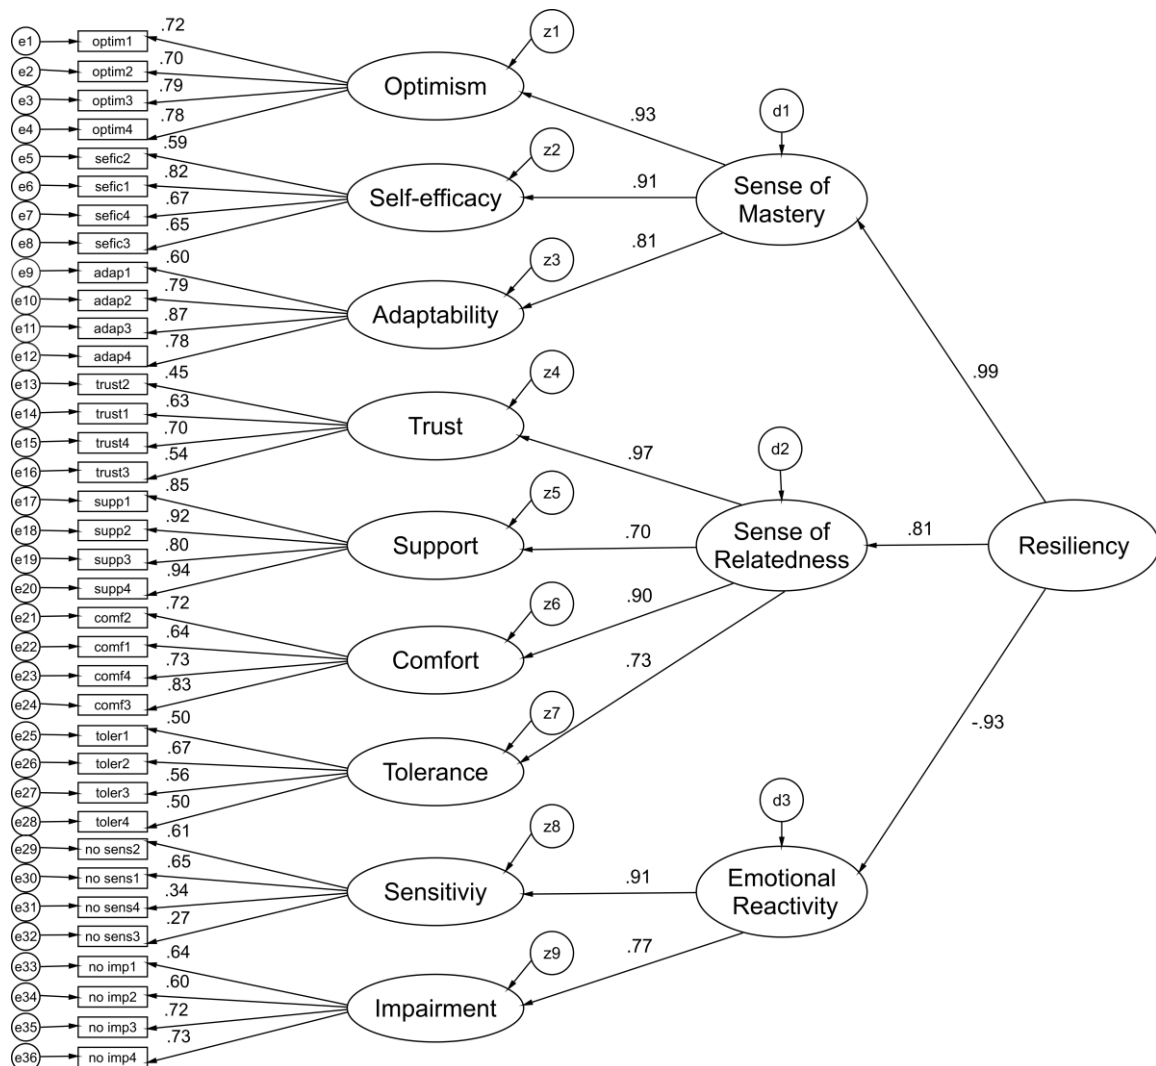 .72
e1 optim1
.70
e2 optim2
.79
e3 optim3
.78
e4 optim4
.59
e5 sefic2
.82
e6 sefic1
.67
e7 sefic4
.65
e8 sefic3
.60
e9 adap1
.79
e10 adap2
.87
e11 adap3
.78
e12 adap4
.45
e13 trust2
.63
e14 trust1
.70
e15 trust4
.54
e16 trust3
.85
e17 supp1
.92
e18 supp2
.80
e19 supp3
.94
e20 supp4
.72
e21 comf2
.64
e22 comf1
.73
e23 comf4
.83
e24 comf3
.50
e25 toler1
.67
e26 toler2
.56
e27 toler3
.50
e28 toler4
.61
e29 no sens2
.65
e30 no sens1
.34
e31 no sens4
.27
e32 no sens3
.64
e33 no imp1
.60
e34 no imp2
.72
e35 no imp3
.73
e36 no imp4
z1
Optimism
z2
Self-efficacy
z3
Adaptability
z4
Trust
z5
Support
z6
Comfort
z7
Tolerance
z8
Sensitiviy
z9
Impairment
.93
.91
.81
.97
.70
.90
.73
.91
.77
d1
Sense of
Mastery
d2
Sense of
Relatedness
d3
Emotional
Reactivity
.99
.81
-.93
Resiliency